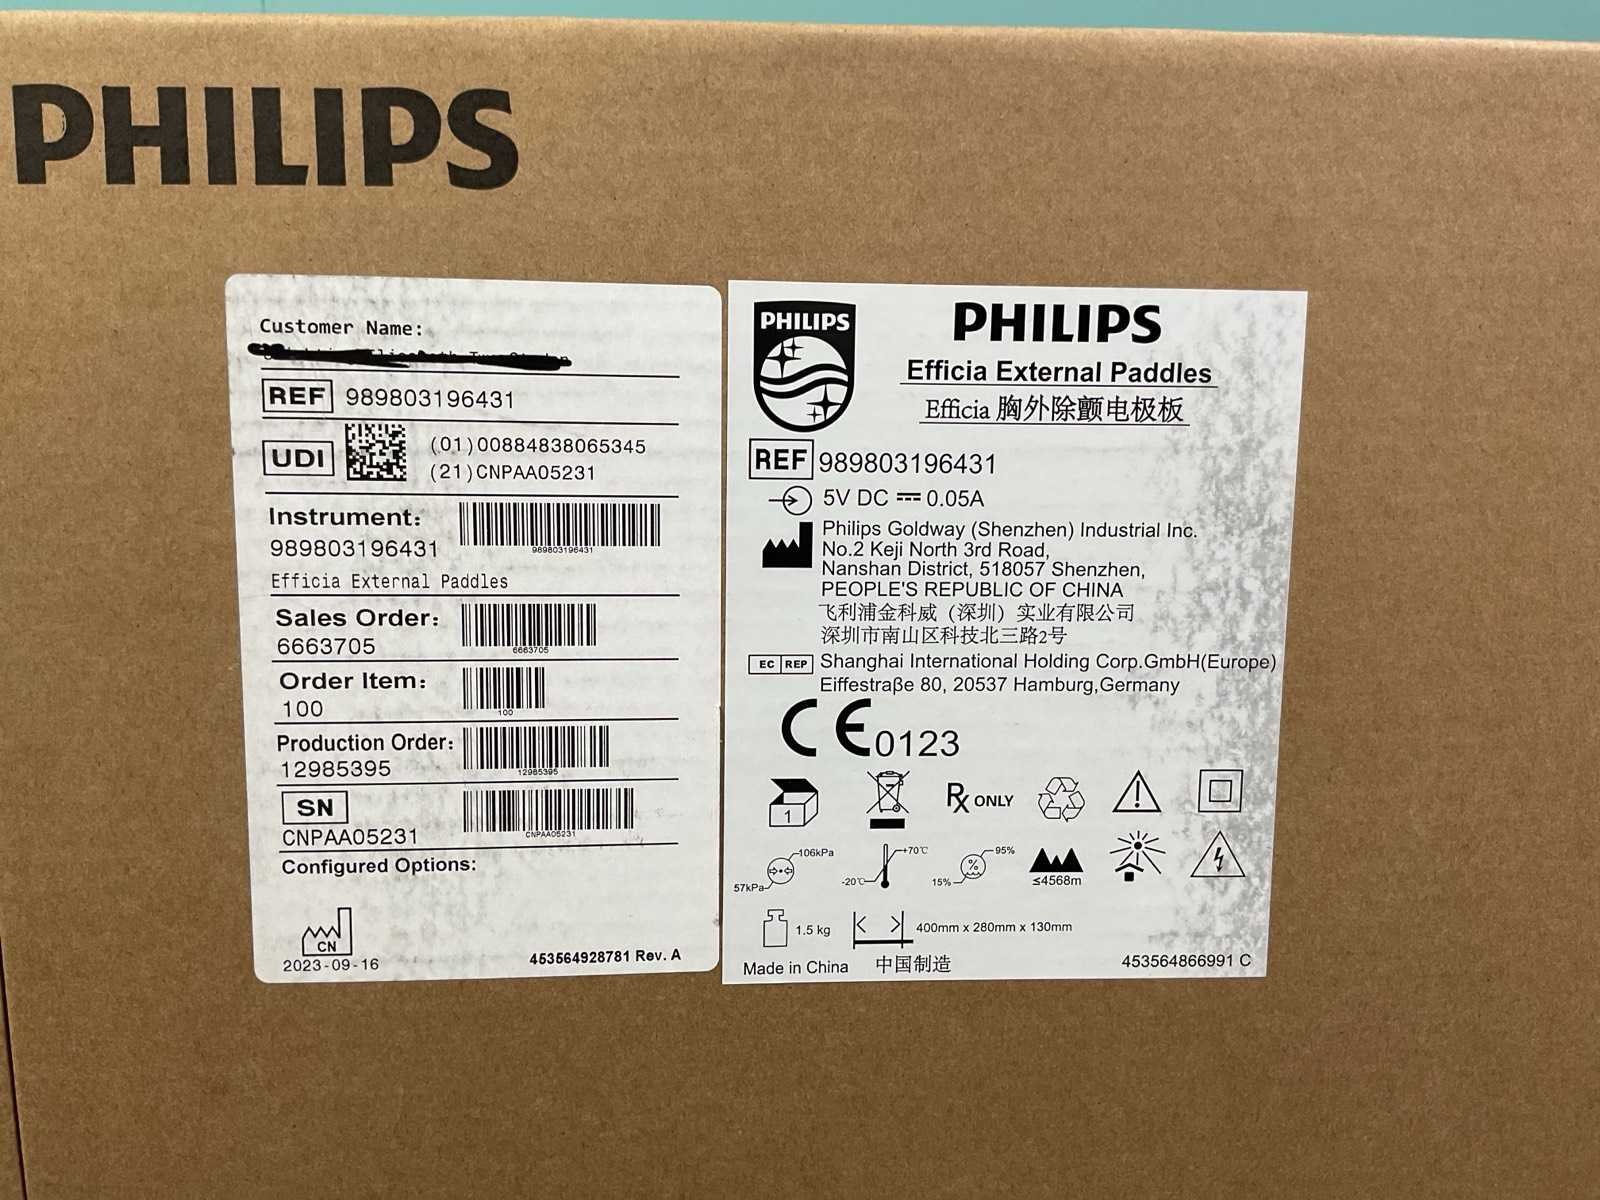 PHILIPS
Customer Name:
REF 989803196431
UDI (01)00884838065345
(21)CNPAA05231
Instrument:
989803196431
989803196431
Efficia External Paddles
Sales Order:
6663705
6663705
Order Item:
100
100
Production Order:
12985395
12985395
SN
CNPAA05231
CNPAA05231
Configured Options:
CN
2023-09-16
453564928781 Rev. A
PHILIPS
PHILIPS
Efficia External Paddles
Efficia 胸外除颤电极板
REF 989803196431
5V DC ⎓ 0.05A
Philips Goldway (Shenzhen) Industrial Inc.
No.2 Keji North 3rd Road,
Nanshan District, 518057 Shenzhen,
PEOPLE'S REPUBLIC OF CHINA
飞利浦金科威（深圳）实业有限公司
深圳市南山区科技北三路2号
EC REP Shanghai International Holding Corp.GmbH(Europe)
Eiffestraße 80, 20537 Hamburg,Germany
CE0123
1
Rx ONLY
106kPa
57kPa
+70℃
-20℃
95%
%
15%
≤4568m
1.5 kg
400mm x 280mm x 130mm
Made in China 中国制造
453564866991 C